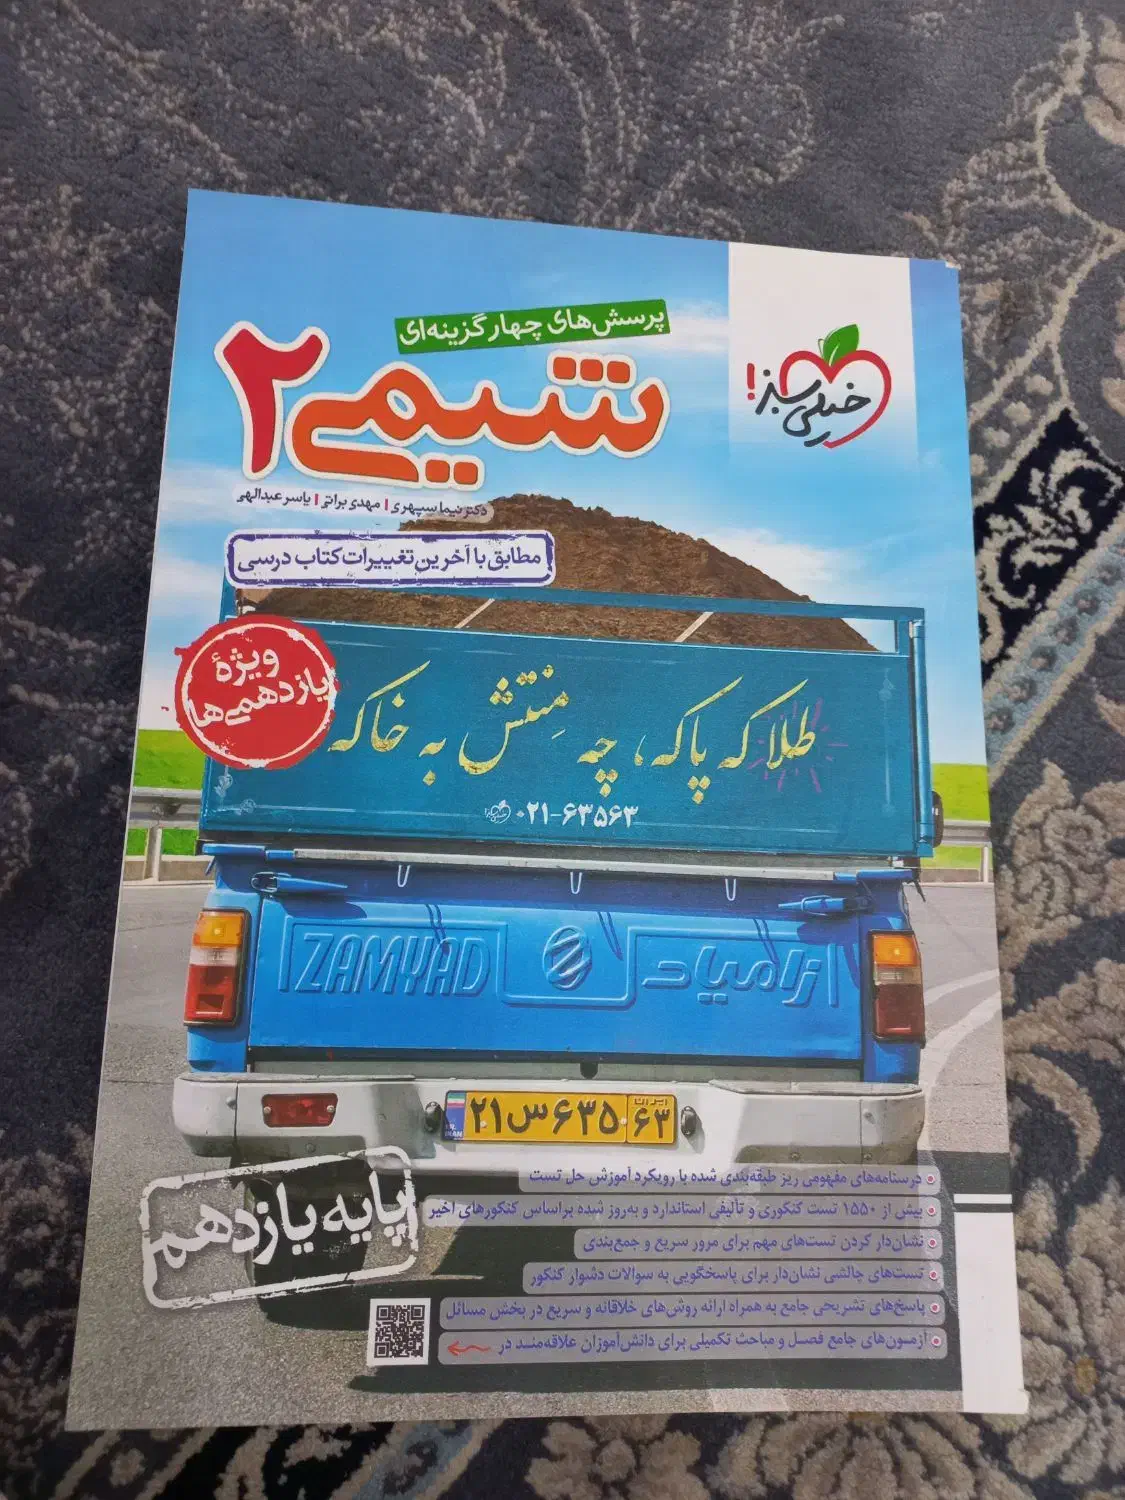 خیلی سبز!
پرسش‌های چهارگزینه‌ای
شیمی ۲
دکتر نیما سپهری | مهدی براتی | یاسر عبدالهی
مطابق با آخرین تغییرات کتاب درسی
ویژهٔ
یازدهمی‌ها
طلا که پاکه، چه مِنتش به خاکه
۰۲۱-۶۳۵۶۳
ZAMYAD زامیاد
ایران
I.R. IRAN
۲۱ س ۶۳۵ ۶۳
پایه یازدهم
درسنامه‌های مفهومی ریز طبقه‌بندی شده با رویکرد آموزش حل تست
بیش از ۱۵۵۰ تست کنکوری و تألیفی استاندارد و به‌روز شده براساس کنکورهای اخیر
نشان‌دار کردن تست‌های مهم برای مرور سریع و جمع‌بندی
تست‌های چالشی نشان‌دار برای پاسخگویی به سوالات دشوار کنکور
پاسخ‌های تشریحی جامع به همراه ارائه روش‌های خلاقانه و سریع در بخش مسائل
آزمون‌های جامع فصل و مباحث تکمیلی برای دانش‌آموزان علاقه‌مند در